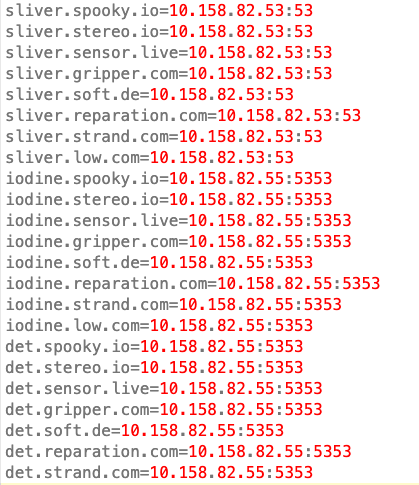 sliver.spooky.io=10.158.82.53:53
sliver.stereo.io=10.158.82.53:53
sliver.sensor.live=10.158.82.53:53
sliver.gripper.com=10.158.82.53:53
sliver.soft.de=10.158.82.53:53
sliver.reparation.com=10.158.82.53:53
sliver.strand.com=10.158.82.53:53
sliver.low.com=10.158.82.53:53
iodine.spooky.io=10.158.82.55:5353
iodine.stereo.io=10.158.82.55:5353
iodine.sensor.live=10.158.82.55:5353
iodine.gripper.com=10.158.82.55:5353
iodine.soft.de=10.158.82.55:5353
iodine.reparation.com=10.158.82.55:5353
iodine.strand.com=10.158.82.55:5353
iodine.low.com=10.158.82.55:5353
det.spooky.io=10.158.82.55:5353
det.stereo.io=10.158.82.55:5353
det.sensor.live=10.158.82.55:5353
det.gripper.com=10.158.82.55:5353
det.soft.de=10.158.82.55:5353
det.reparation.com=10.158.82.55:5353
det.strand.com=10.158.82.55:5353